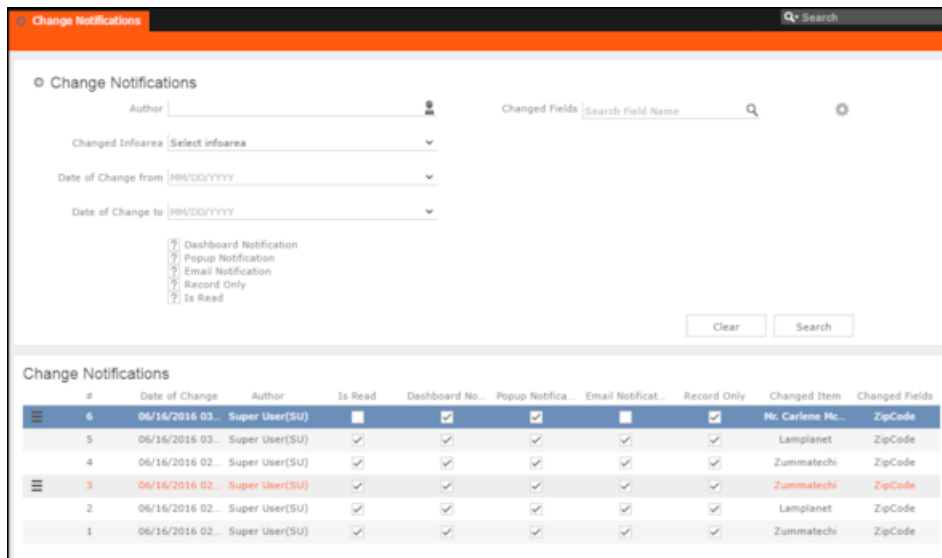 Change Notifications
Search
Change Notifications
Author
Changed Fields Search Field Name
Changed Infoarea Select infoarea
Date of Change from MM/DD/YYYY
Date of Change to MM/DD/YYYY
? Dashboard Notification
? Popup Notification
? Email Notification
? Record Only
? Is Read
Clear Search
Change Notifications
# Date of Change Author Is Read Dashboard No... Popup Notifica... Email Notificat... Record Only Changed Item Changed Fields
6 06/16/2016 03... Super User(SU) Mr. Carlene Mc... ZipCode
5 06/16/2016 03... Super User(SU) Lamplanet ZipCode
4 06/16/2016 02... Super User(SU) Zummatechi ZipCode
3 06/16/2016 02... Super User(SU) Zummatechi ZipCode
2 06/16/2016 02... Super User(SU) Lamplanet ZipCode
1 06/16/2016 02... Super User(SU) Zummatechi ZipCode